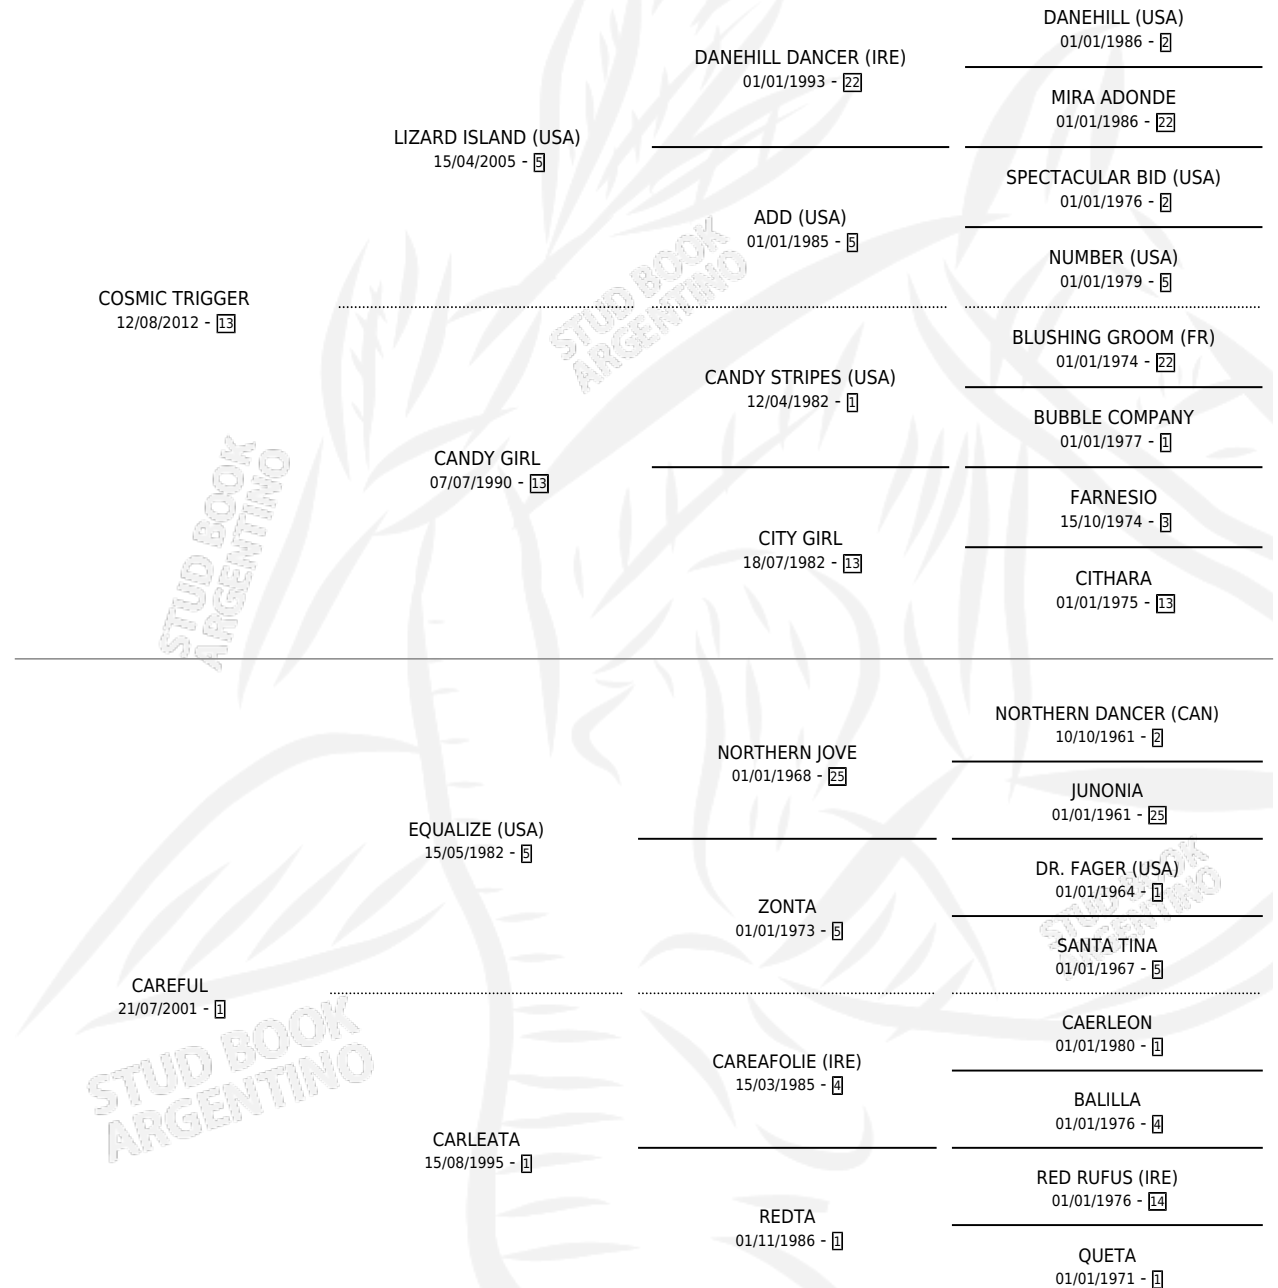 DANEHILL (USA)
01/01/1986 - 2
DANEHILL DANCER (IRE)
01/01/1993 - 22
MIRA ADONDE
01/01/1986 - 22
LIZARD ISLAND (USA)
15/04/2005 - 5
SPECTACULAR BID (USA)
01/01/1976 - 2
ADD (USA)
01/01/1985 - 5
NUMBER (USA)
01/01/1979 - 5
COSMIC TRIGGER
12/08/2012 - 13
STUD BOOK
ARGENTINO
BLUSHING GROOM (FR)
01/01/1974 - 22
CANDY STRIPES (USA)
12/04/1982 - 1
BUBBLE COMPANY
01/01/1977 - 1
CANDY GIRL
07/07/1990 - 13
FARNESIO
15/10/1974 - 3
CITY GIRL
18/07/1982 - 13
CITHARA
01/01/1975 - 13
STUD BOOK
ARGENTINO
NORTHERN DANCER (CAN)
10/10/1961 - 2
NORTHERN JOVE
01/01/1968 - 25
JUNONIA
01/01/1961 - 25
EQUALIZE (USA)
15/05/1982 - 5
DR. FAGER (USA)
01/01/1964 - 1
ZONTA
01/01/1973 - 5
STUD BOOK
ARGENTINO
SANTA TINA
01/01/1967 - 5
CAREFUL
21/07/2001 - 1
CAERLEON
01/01/1980 - 1
CAREAFOLIE (IRE)
15/03/1985 - 4
STUD BOOK
ARGENTINO
BALILLA
01/01/1976 - 4
CARLEATA
15/08/1995 - 1
RED RUFUS (IRE)
01/01/1976 - 14
REDTA
01/11/1986 - 1
QUETA
01/01/1971 - 1